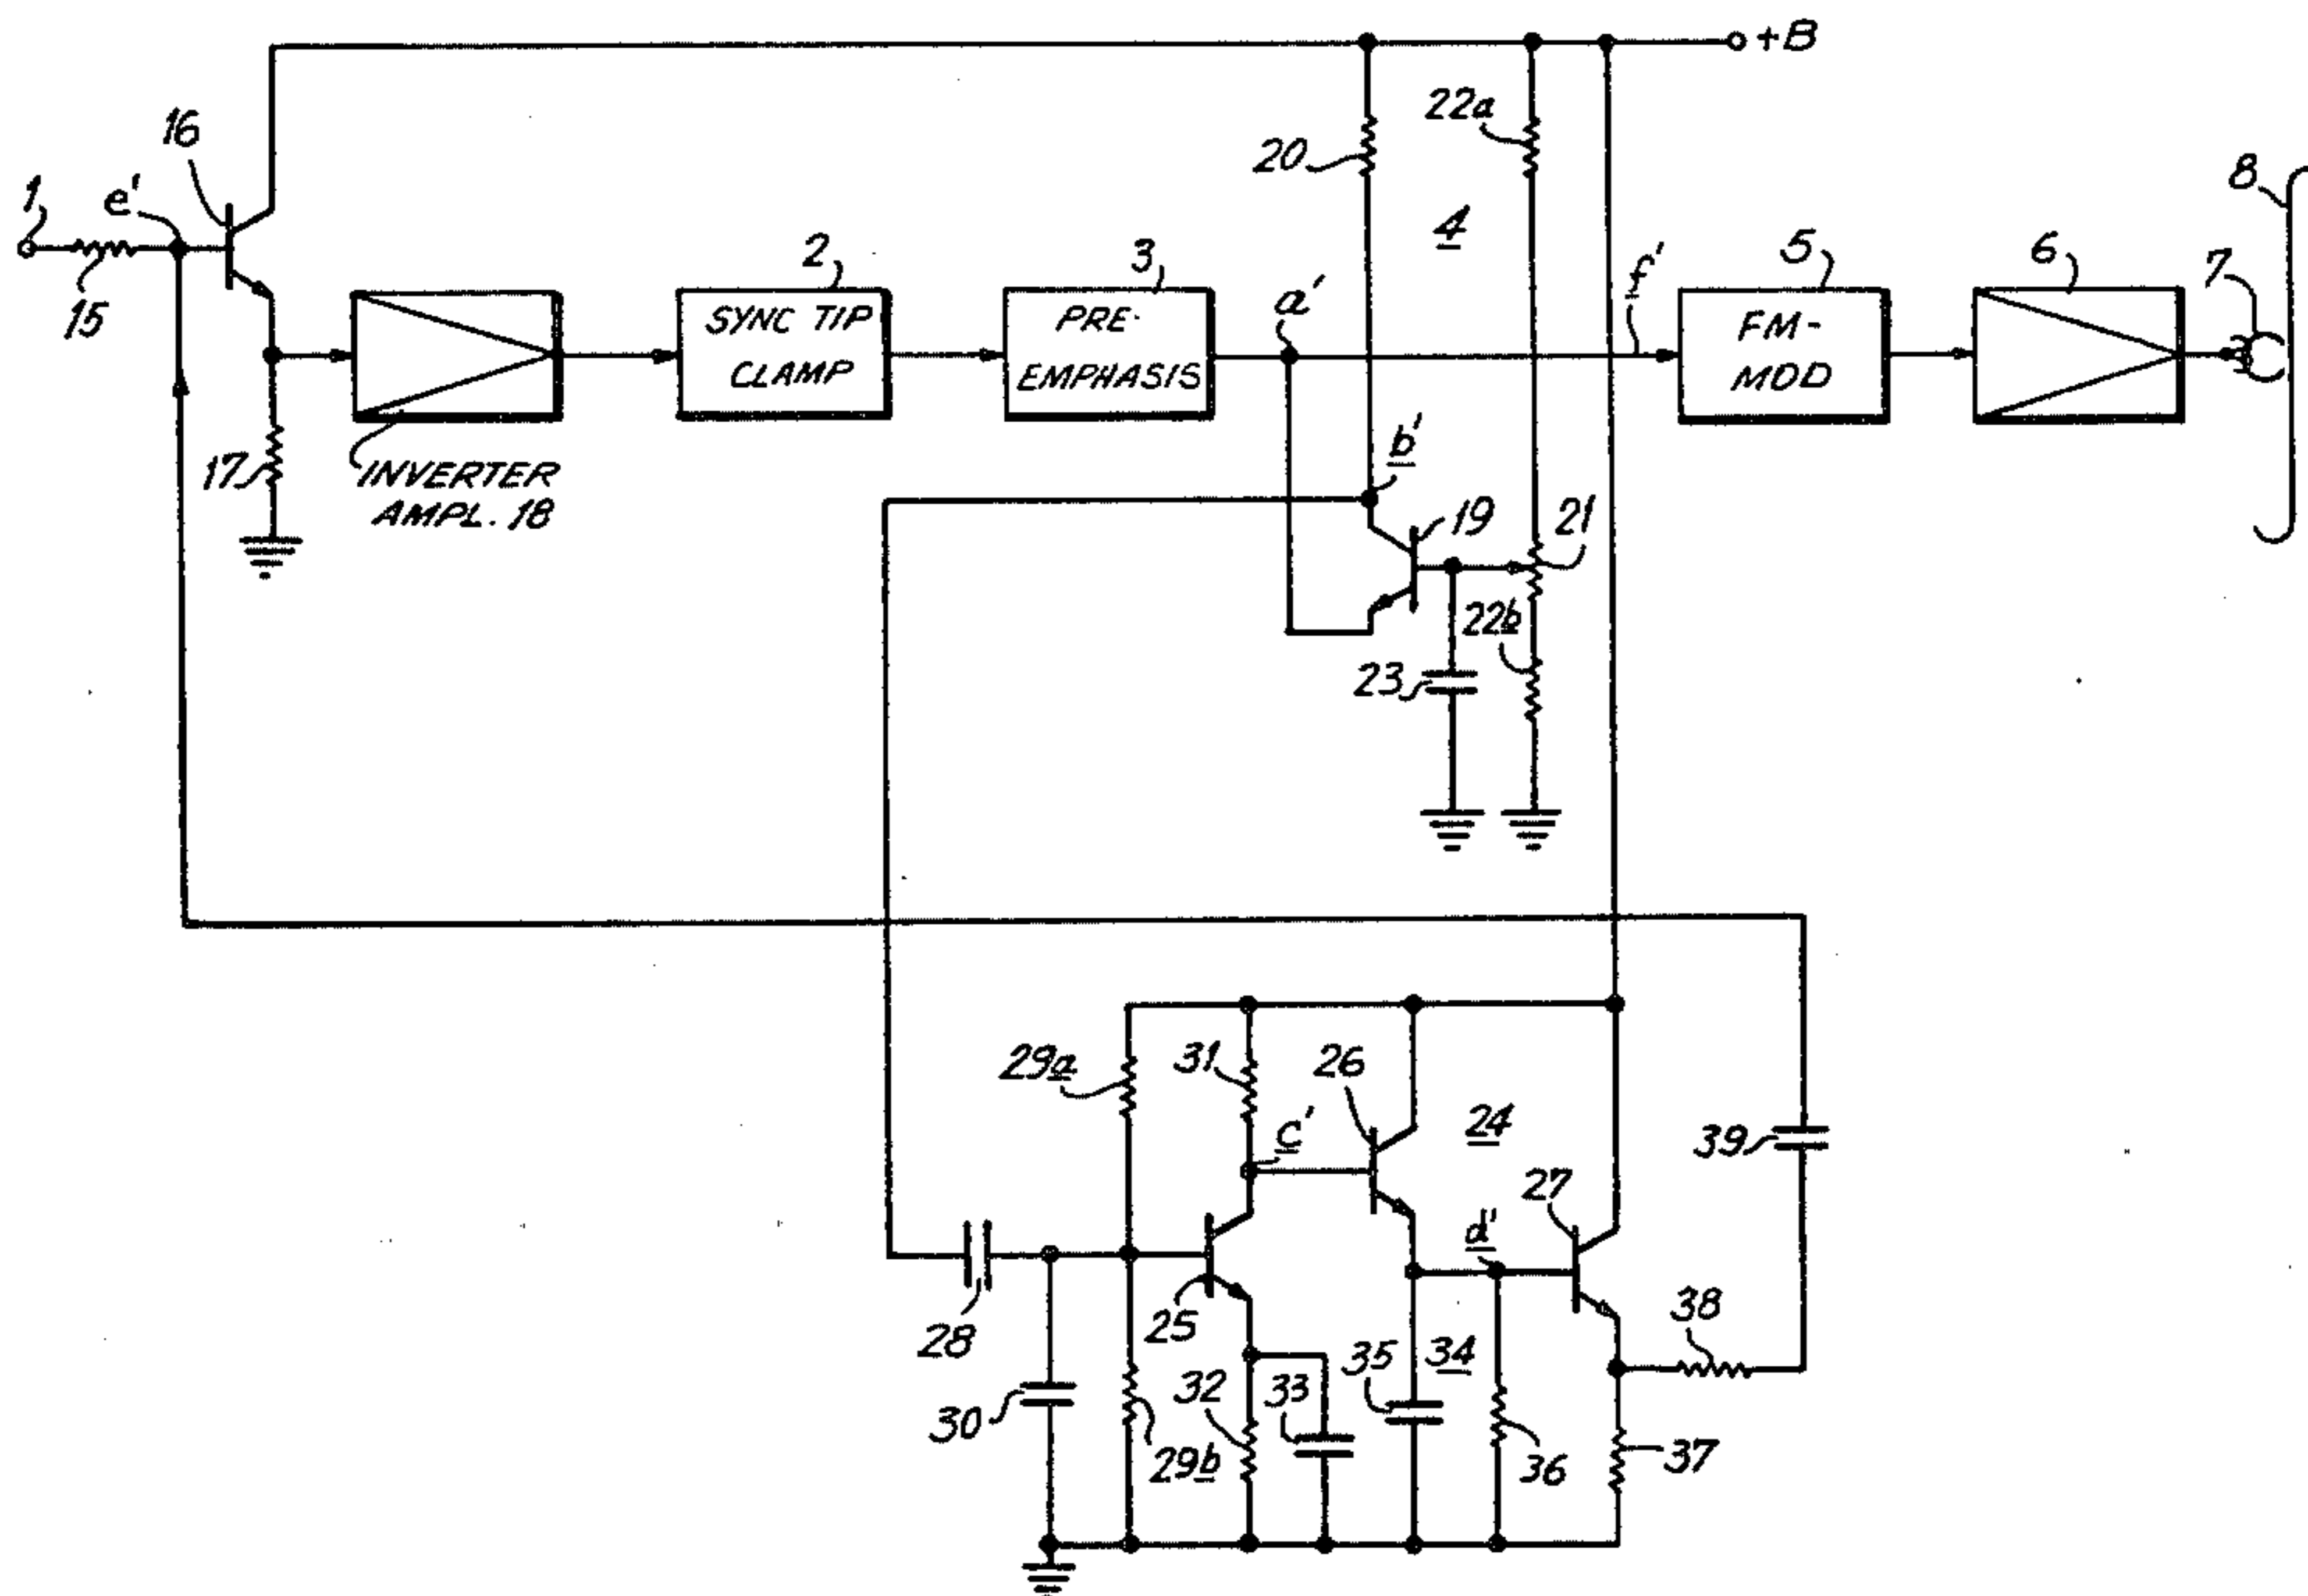 +B
16
22a
20
8
1
e'
4
2
3
5
6
7
a'
f'
15
SYNC TIP
CLAMP
PRE-
EMPHASIS
FM-
MOD
b'
17
INVERTER
AMPL. 18
19
21
22b
23
29a
31
26
24
39
c'
27
d'
28
25
38
30
32
33
35
34
29b
36
37